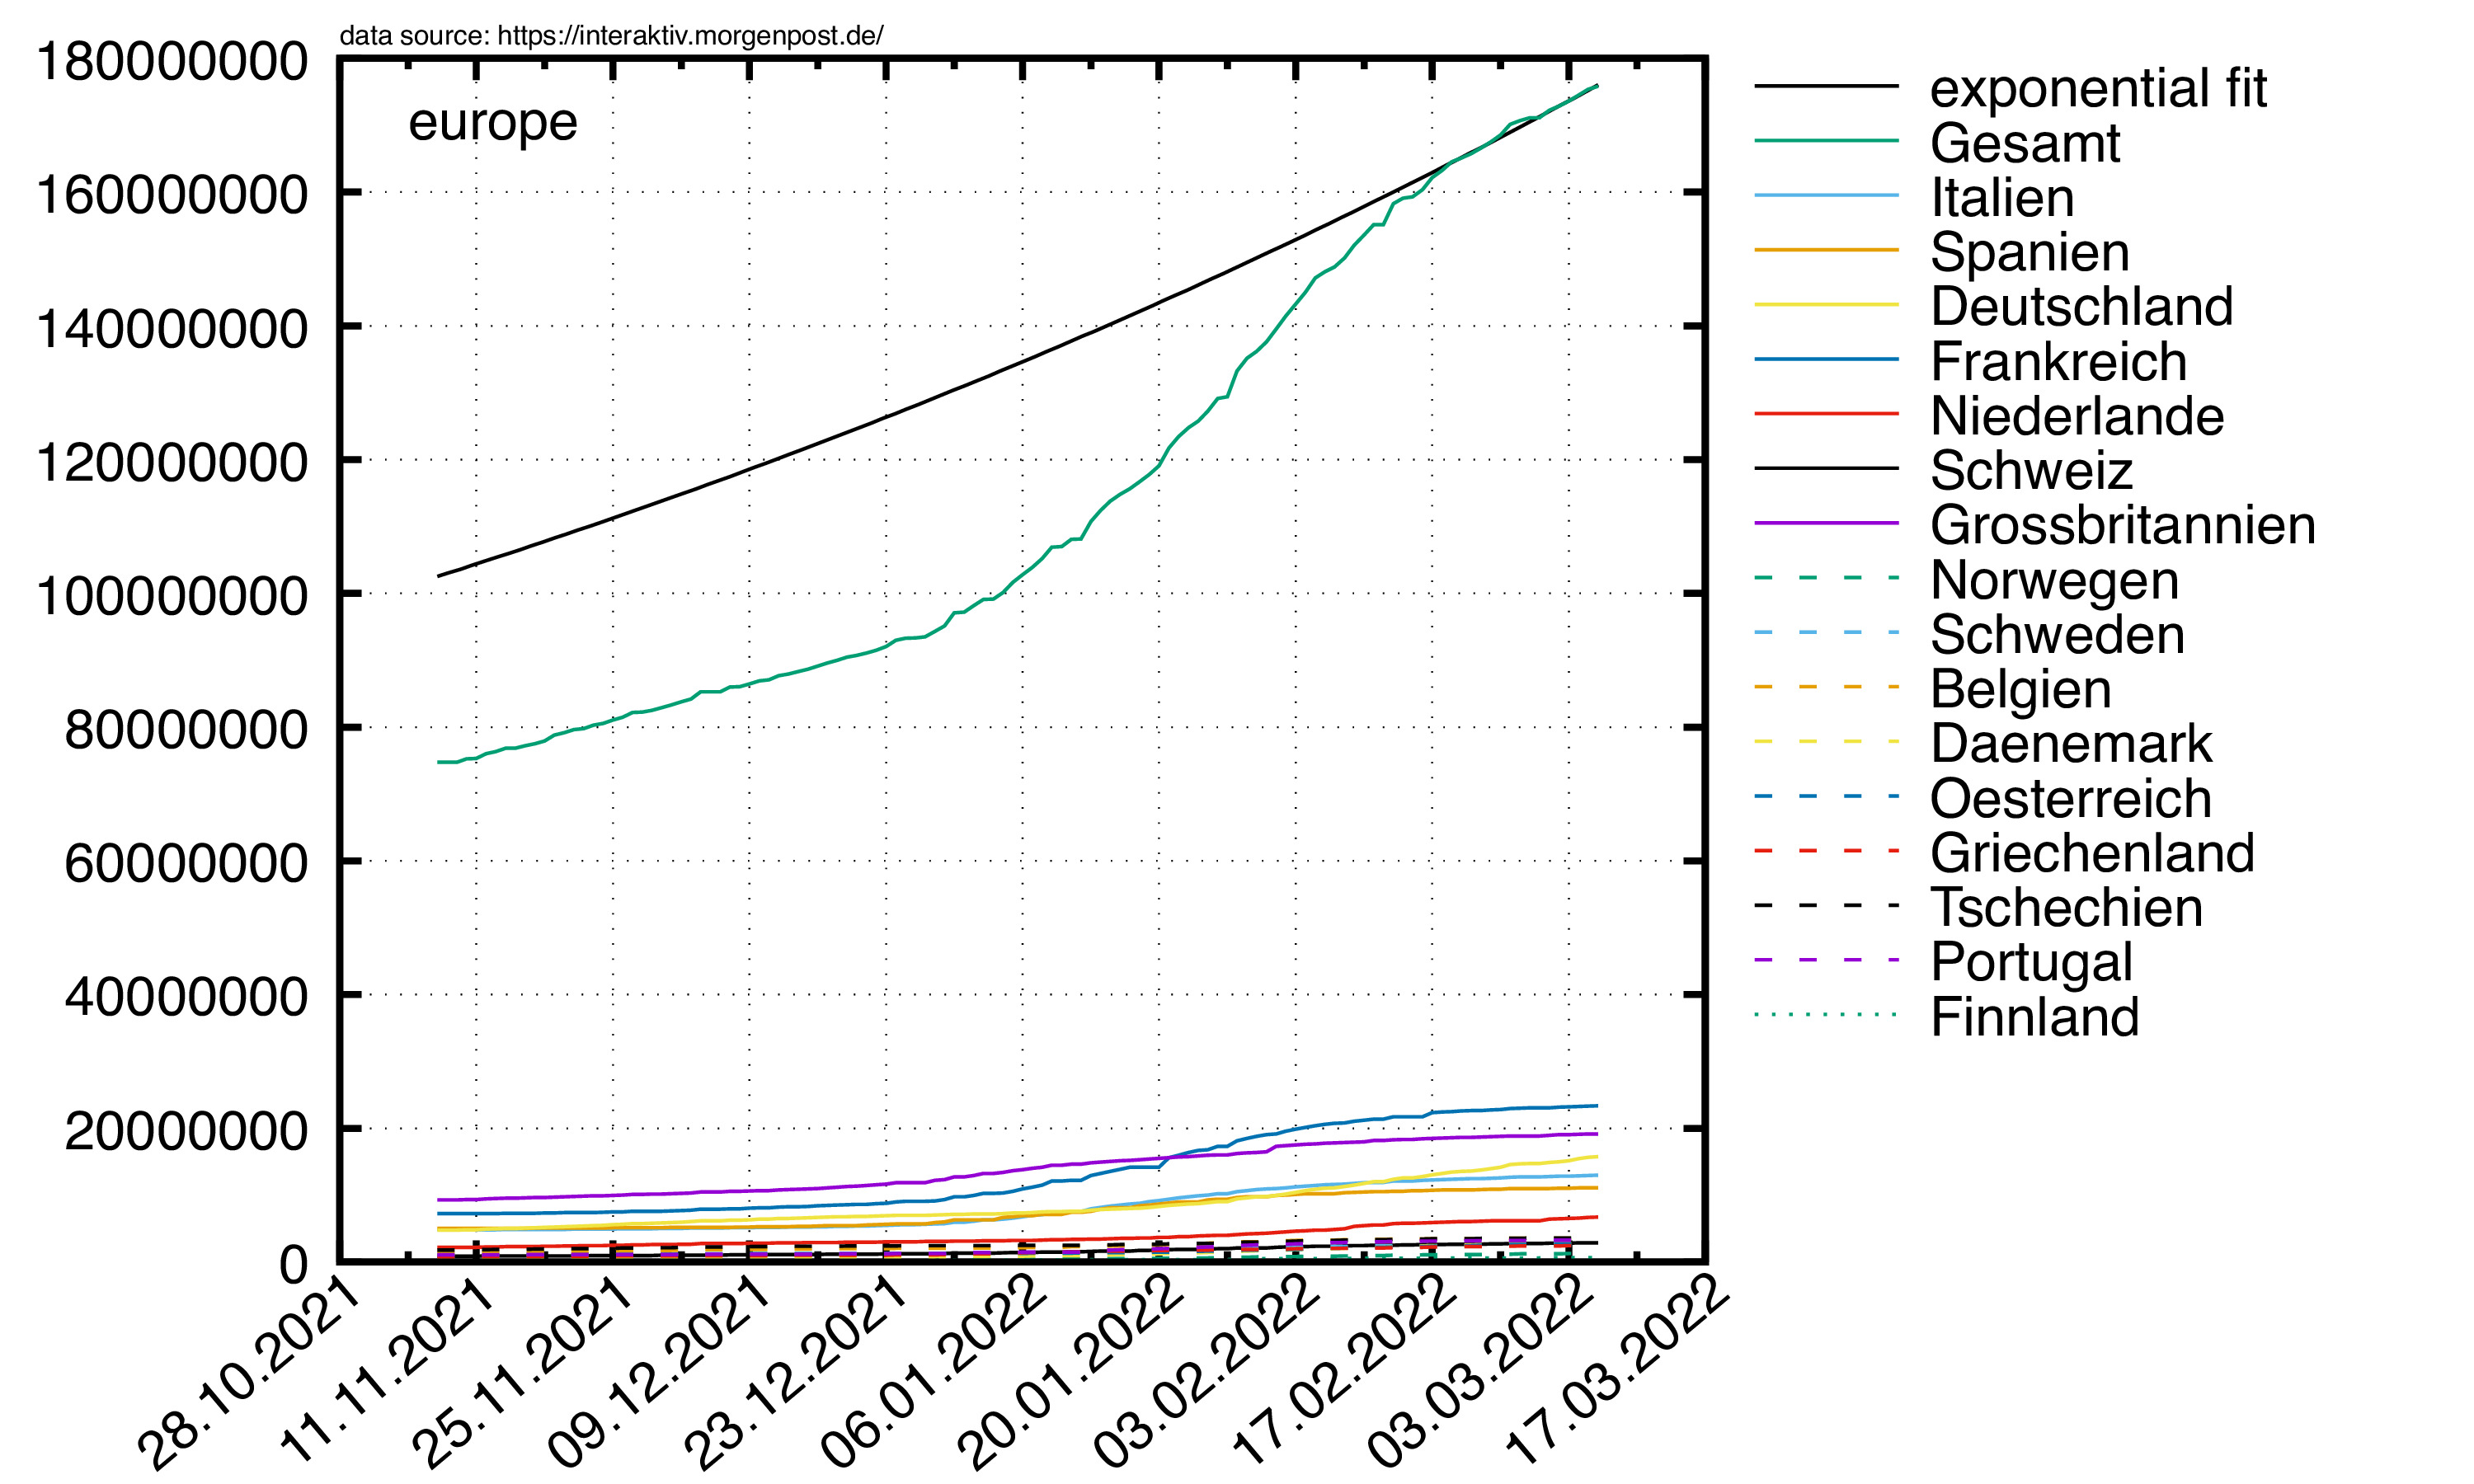 data source: https://interaktiv.morgenpost.de/
180000000
160000000
140000000
120000000
100000000
80000000
60000000
40000000
20000000
0
europe
28.10.2021
11.11.2021
25.11.2021
09.12.2021
23.12.2021
06.01.2022
20.01.2022
03.02.2022
17.02.2022
03.03.2022
17.03.2022
exponential fit
Gesamt
Italien
Spanien
Deutschland
Frankreich
Niederlande
Schweiz
Grossbritannien
Norwegen
Schweden
Belgien
Daenemark
Oesterreich
Griechenland
Tschechien
Portugal
Finnland